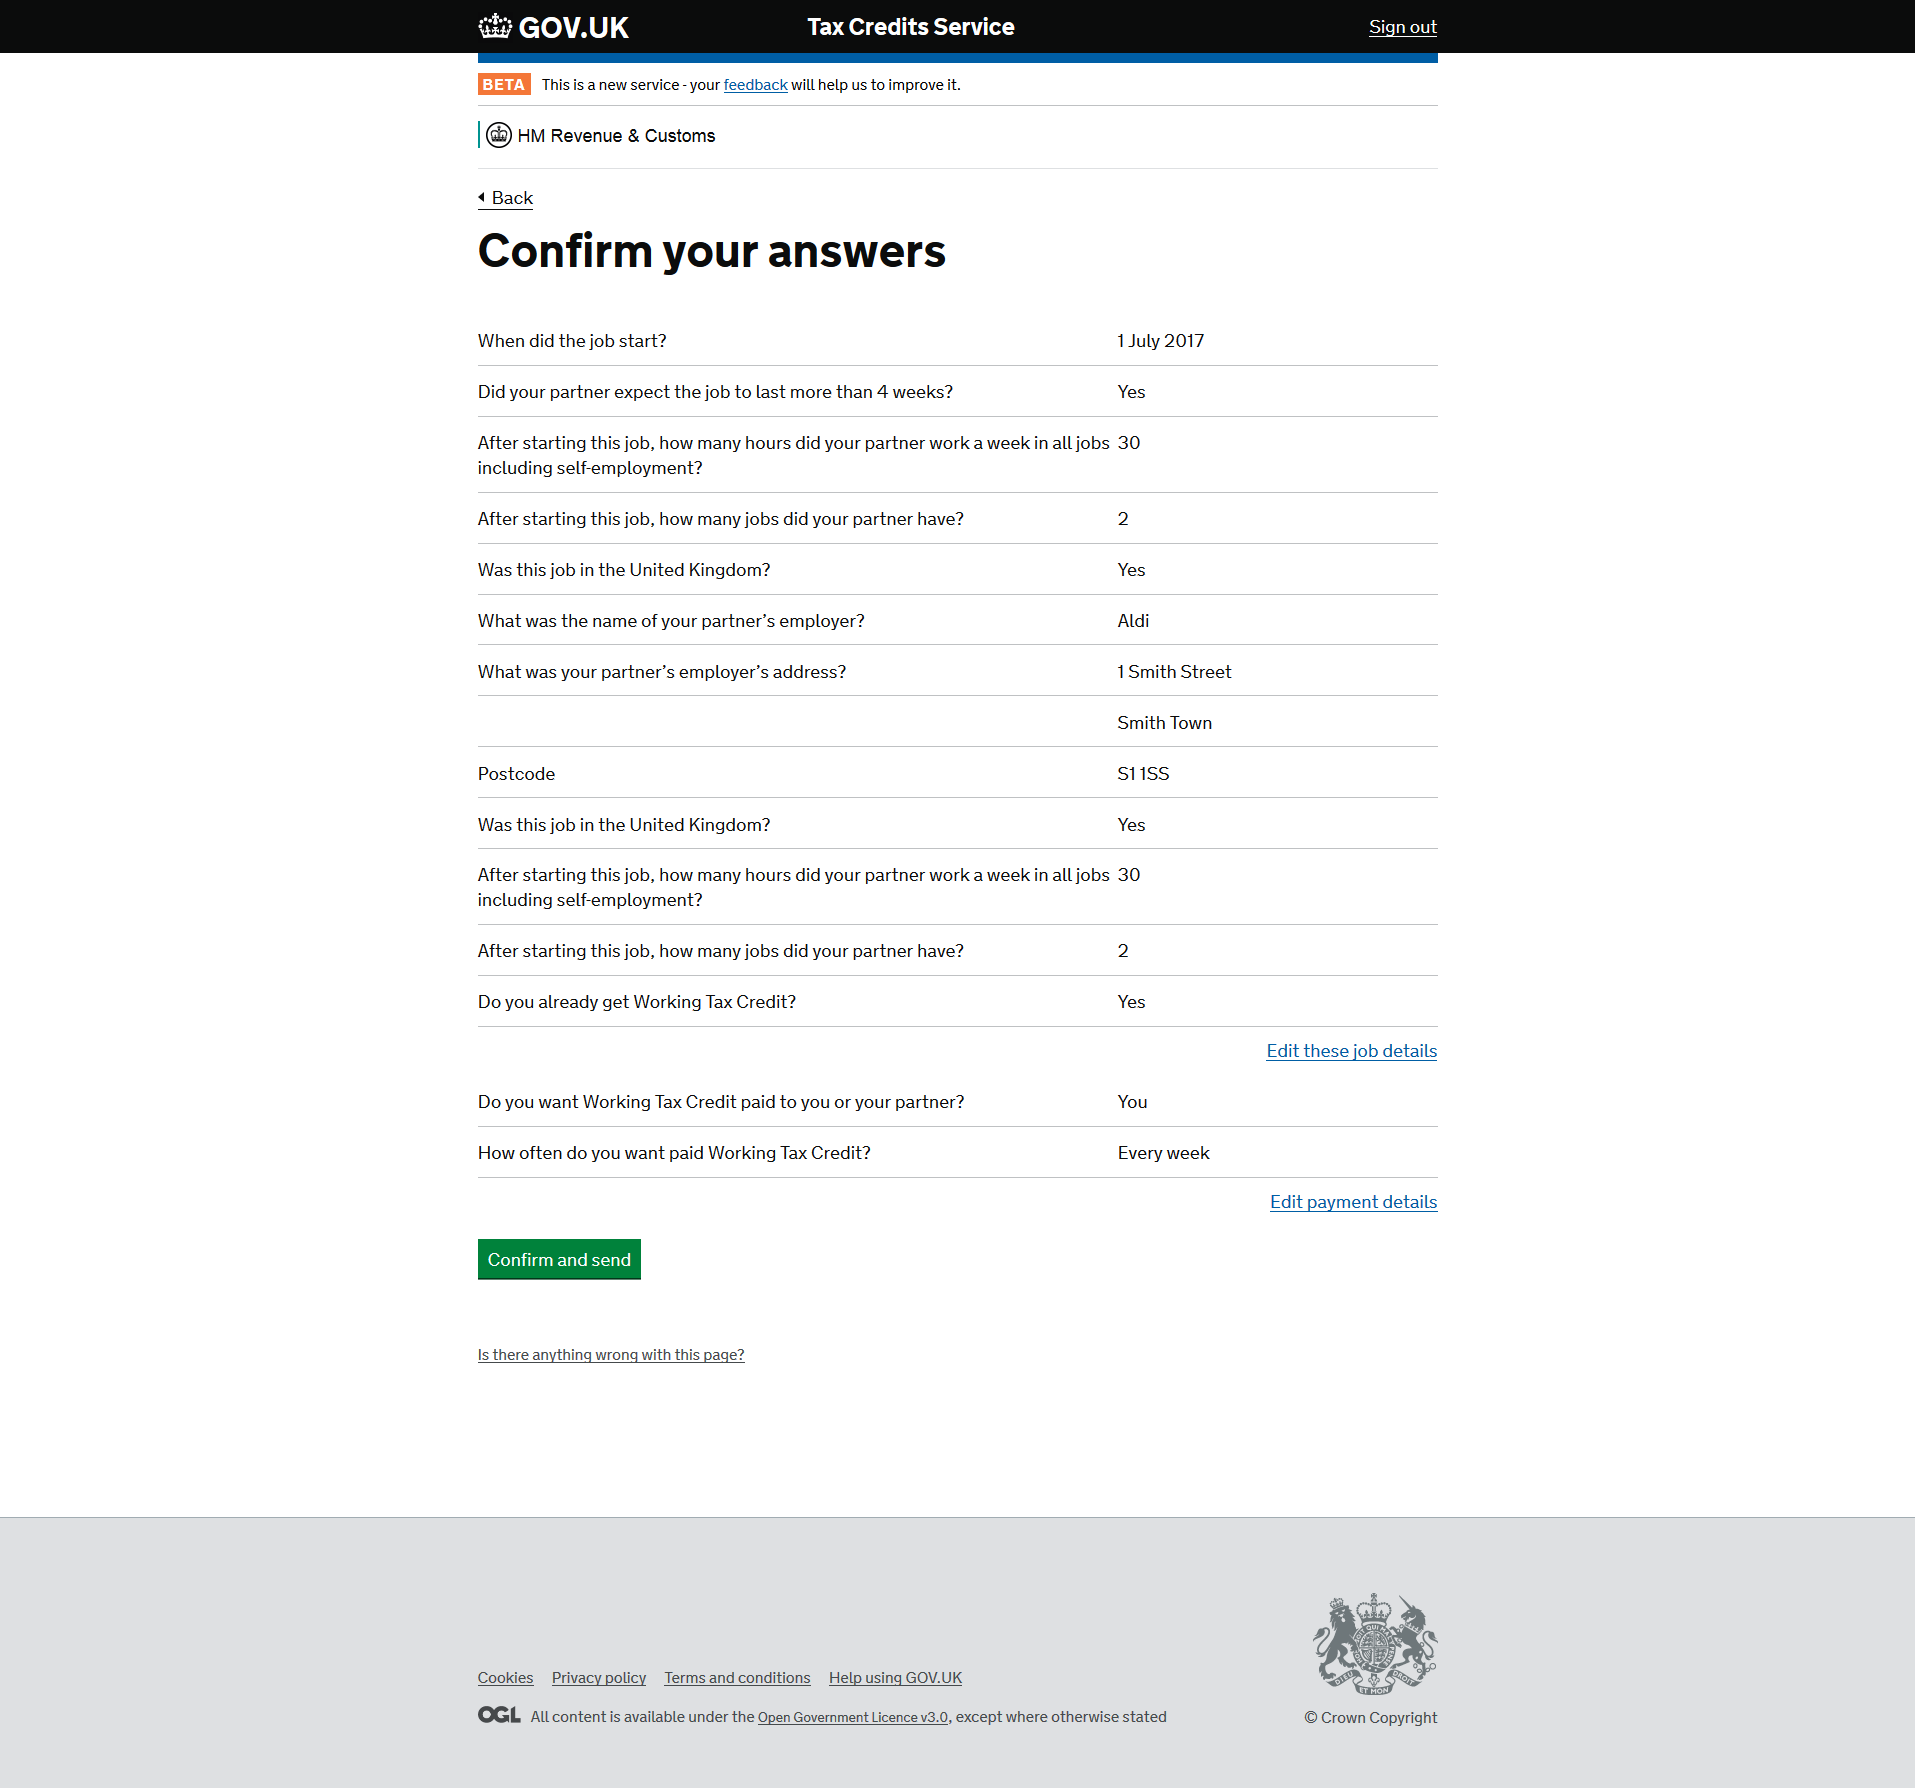 GOV.UK Tax Credits Service Sign out
BETA This is a new service - your feedback will help us to improve it.
HM Revenue & Customs
Back
Confirm your answers
When did the job start? 1 July 2017
Did your partner expect the job to last more than 4 weeks? Yes
After starting this job, how many hours did your partner work a week in all jobs 30
including self-employment?
After starting this job, how many jobs did your partner have? 2
Was this job in the United Kingdom? Yes
What was the name of your partner’s employer? Aldi
What was your partner’s employer’s address? 1 Smith Street
Smith Town
Postcode S1 1SS
Was this job in the United Kingdom? Yes
After starting this job, how many hours did your partner work a week in all jobs 30
including self-employment?
After starting this job, how many jobs did your partner have? 2
Do you already get Working Tax Credit? Yes
Edit these job details
Do you want Working Tax Credit paid to you or your partner? You
How often do you want paid Working Tax Credit? Every week
Edit payment details
Confirm and send
Is there anything wrong with this page?
Cookies Privacy policy Terms and conditions Help using GOV.UK
OGL All content is available under the Open Government Licence v3.0, except where otherwise stated
DIEU ET MON DROIT
© Crown Copyright